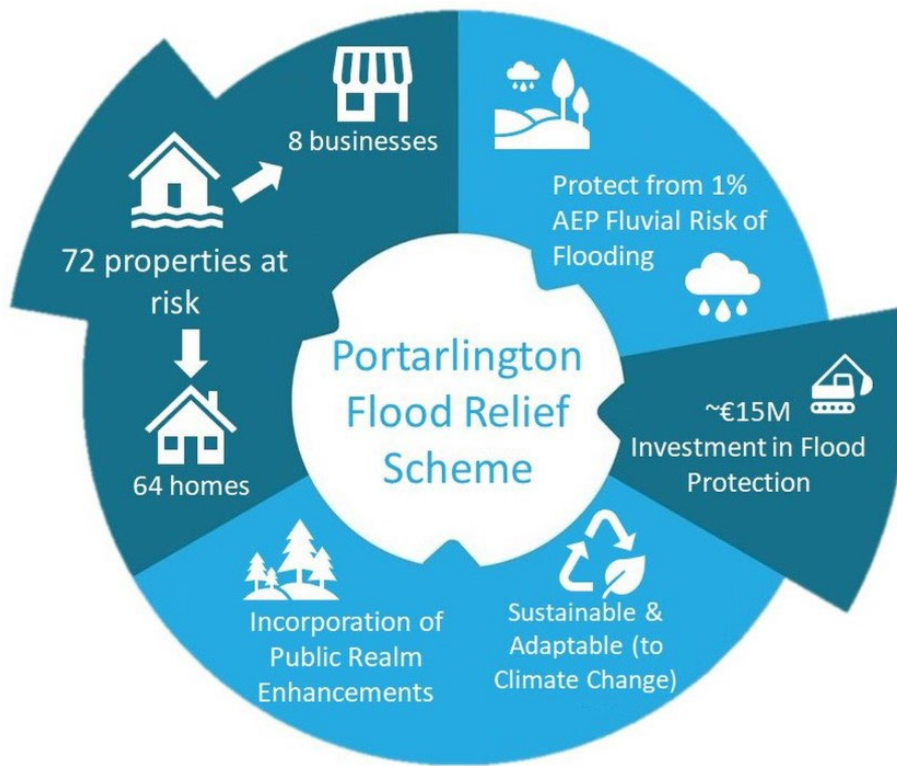 Portarlington
Flood Relief
Scheme
8 businesses
72 properties at
risk
64 homes
Protect from 1%
AEP Fluvial Risk of
Flooding
~€15M
Investment in Flood
Protection
Sustainable &
Adaptable (to
Climate Change)
Incorporation of
Public Realm
Enhancements